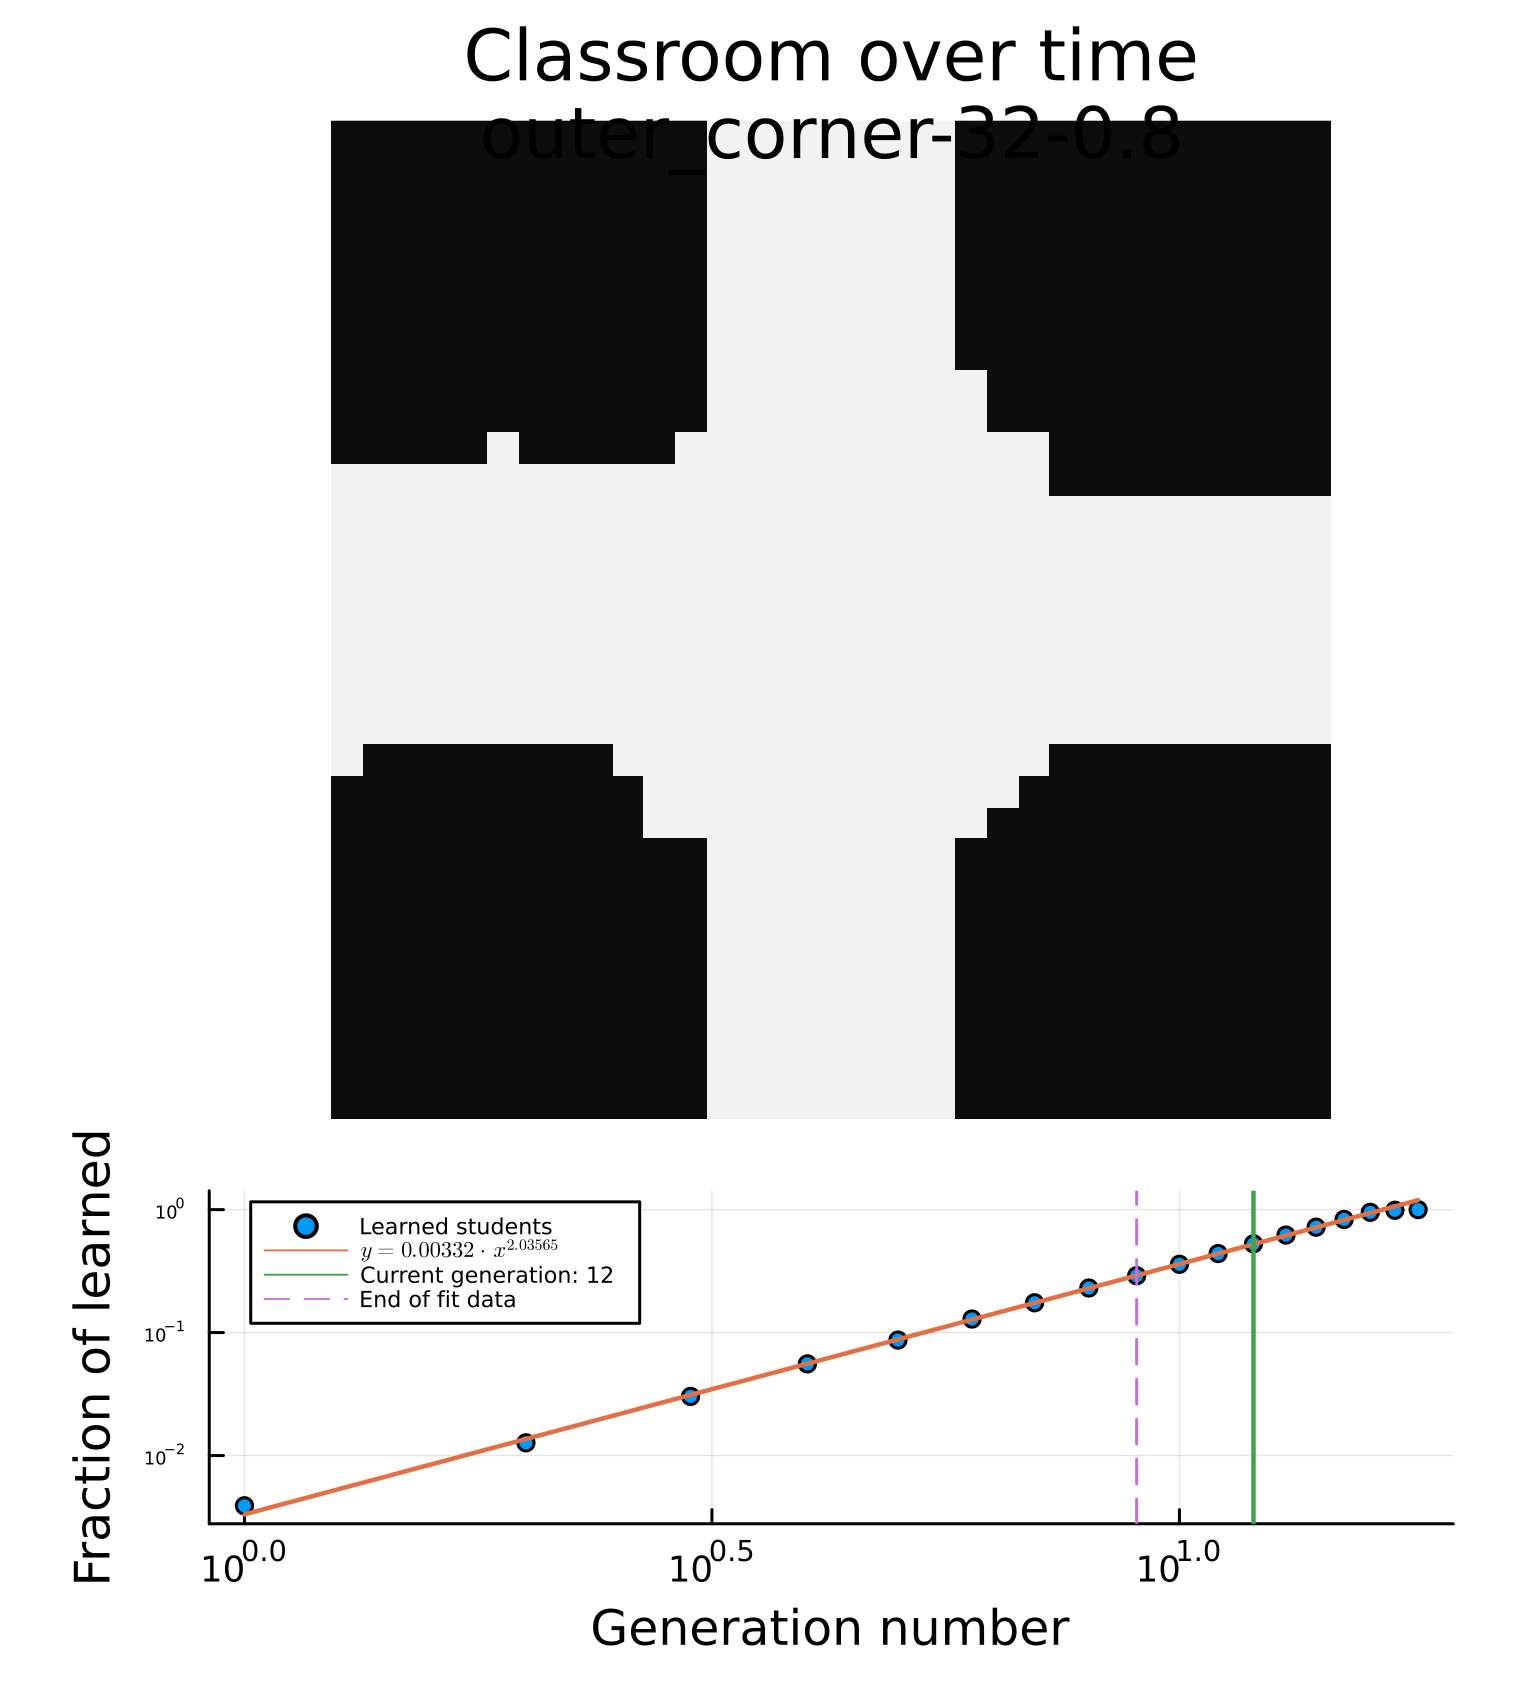 Classroom over time
outer_corner-32-0.8
Fraction of learned
10^0
10^−1
10^−2
Learned students
y = 0.00332 · x^2.03565
Current generation: 12
End of fit data
10^0.0
10^0.5
10^1.0
Generation number